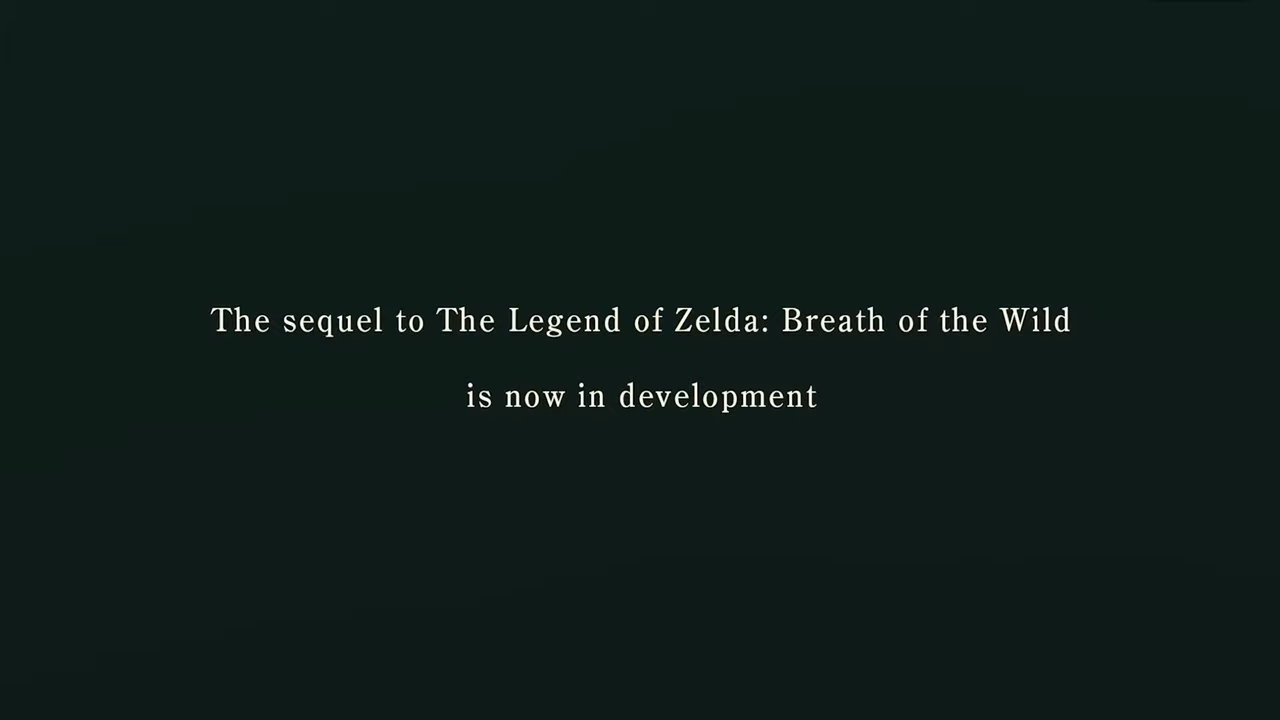 The sequel to The Legend of Zelda: Breath of the Wild
is now in development